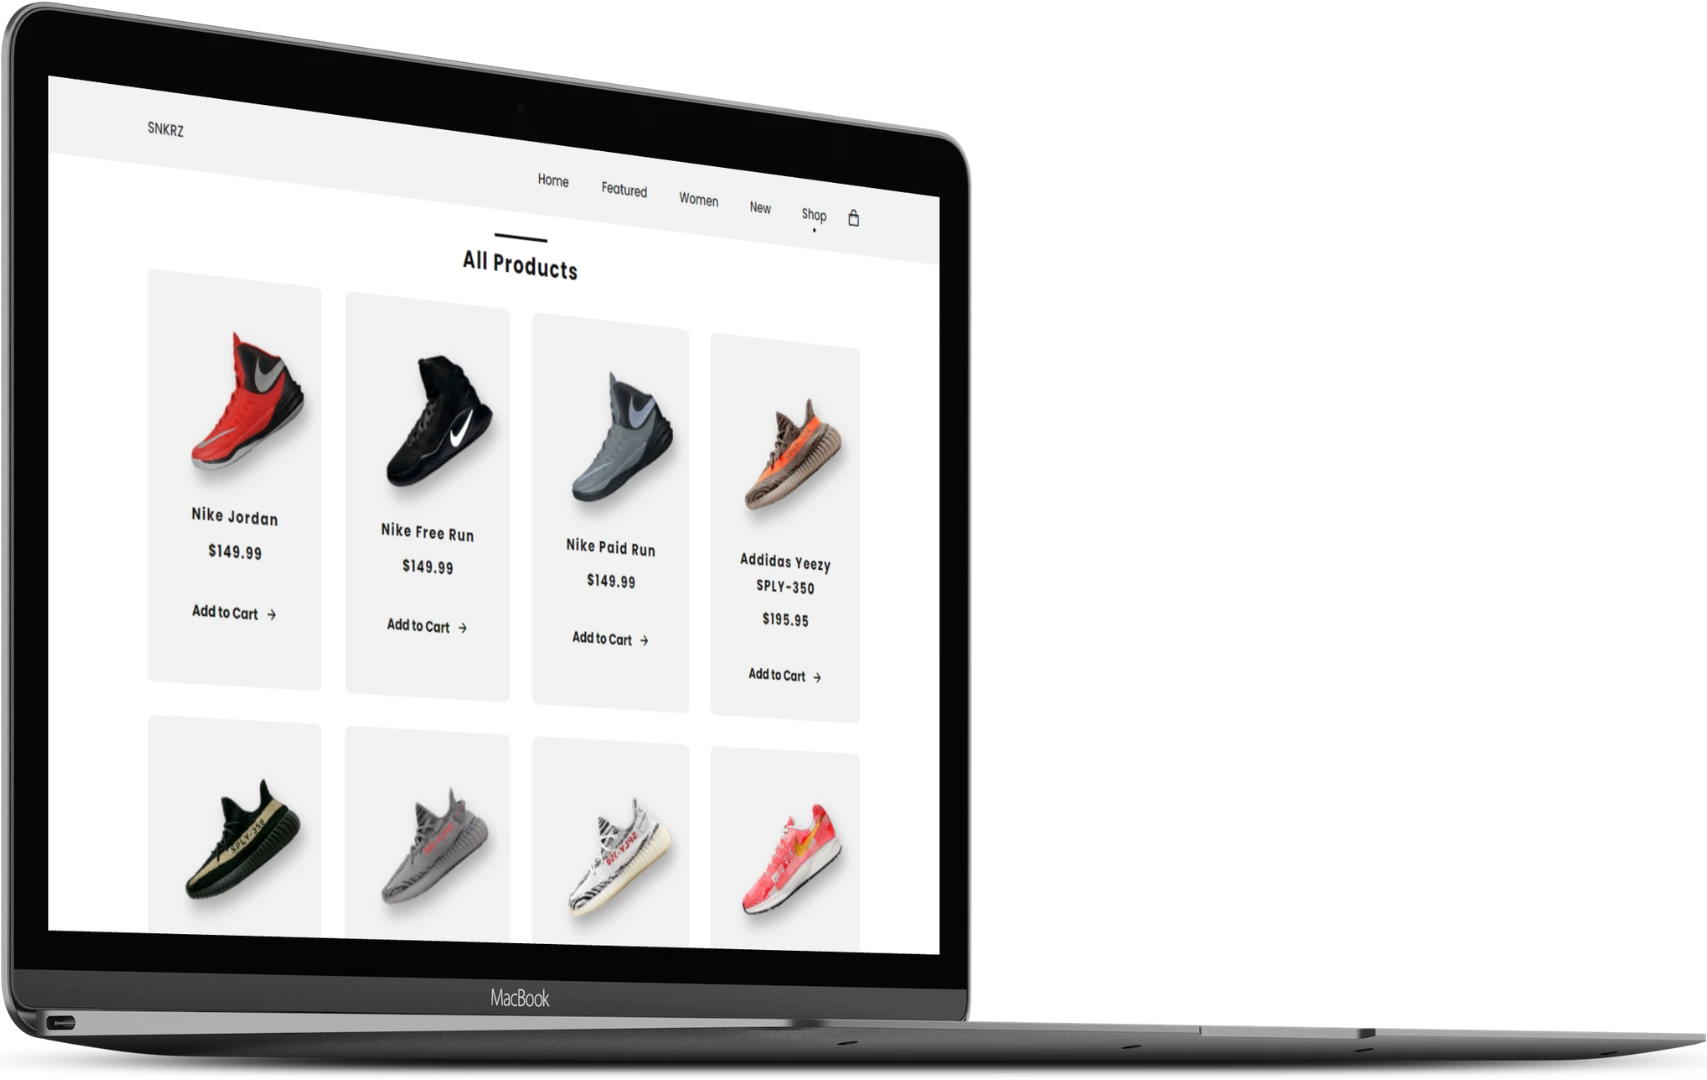 SNKRZ
Home Featured Women New Shop
All Products
Nike Jordan
$149.99
Add to Cart →
Nike Free Run
$149.99
Add to Cart →
Nike Paid Run
$149.99
Add to Cart →
Addidas Yeezy
SPLY-350
$195.95
Add to Cart →
SPLY-350
MacBook